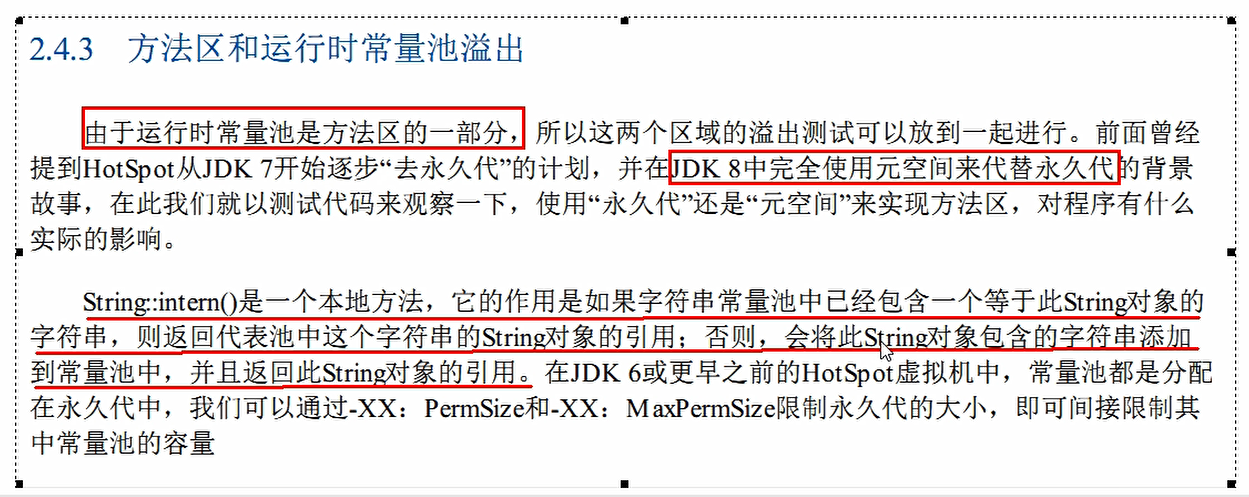 2.4.3 方法区和运行时常量池溢出
由于运行时常量池是方法区的一部分，所以这两个区域的溢出测试可以放到一起进行。前面曾经
提到HotSpot从JDK 7开始逐步“去永久代”的计划，并在JDK 8中完全使用元空间来代替永久代的背景
故事，在此我们就以测试代码来观察一下，使用“永久代”还是“元空间”来实现方法区，对程序有什么
实际的影响。
String::intern()是一个本地方法，它的作用是如果字符串常量池中已经包含一个等于此String对象的
字符串，则返回代表池中这个字符串的String对象的引用；否则，会将此String对象包含的字符串添加
到常量池中，并且返回此String对象的引用。在JDK 6或更早之前的HotSpot虚拟机中，常量池都是分配
在永久代中，我们可以通过-XX：PermSize和-XX：MaxPermSize限制永久代的大小，即可间接限制其
中常量池的容量